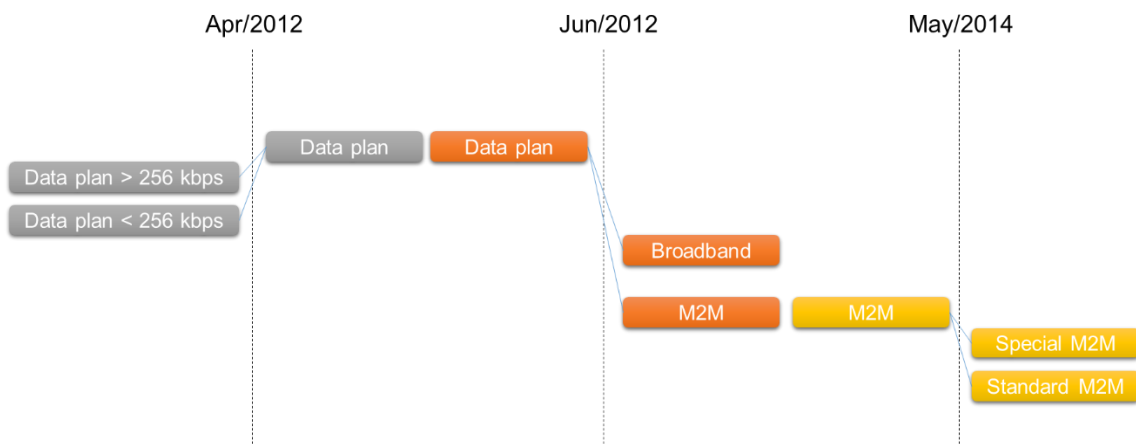 Apr/2012
Jun/2012
May/2014
Data plan
Data plan
Data plan > 256 kbps
Data plan < 256 kbps
Broadband
M2M
M2M
Special M2M
Standard M2M